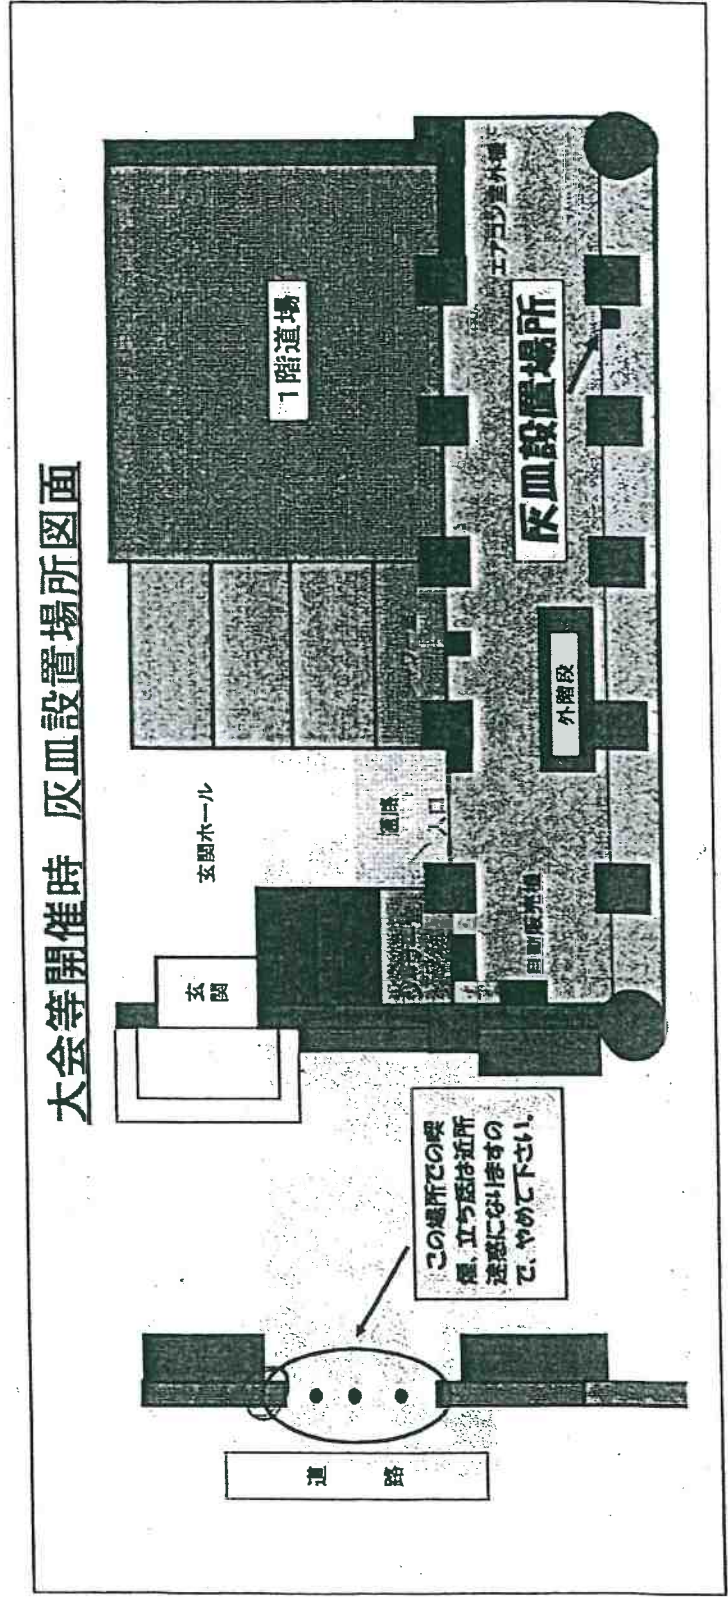 大会等開催時 灰皿設置場所図面
道 路
この場所での喫
煙、立ち話は近所
迷惑になりますの
で、やめて下さい。
玄
関
玄関ホール
通路
入口
自動販売機
外階段
1階道場
灰皿設置場所
エアコン室外機